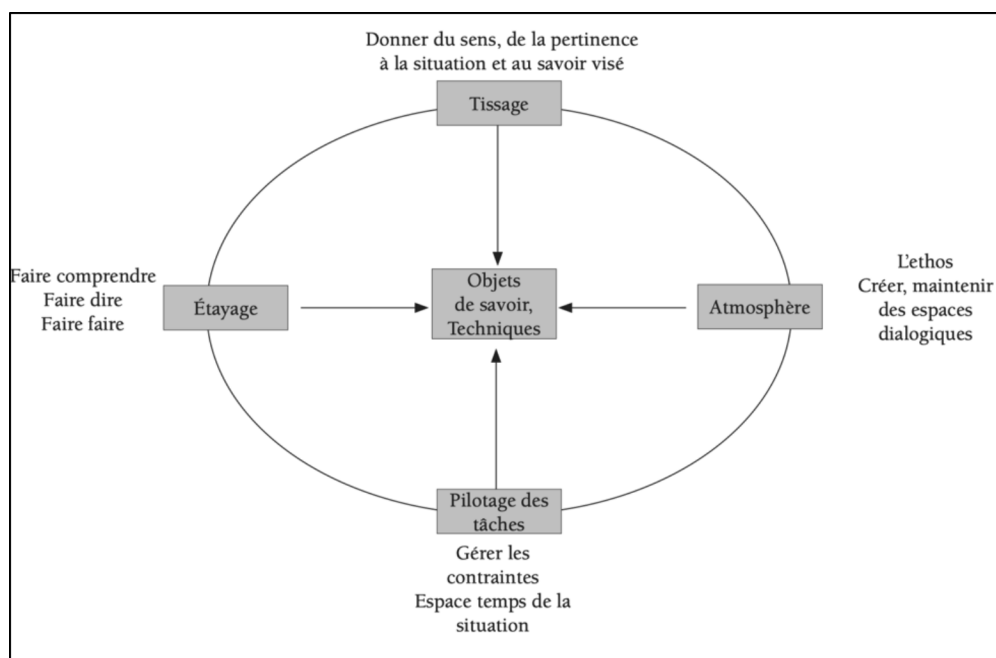 Donner du sens, de la pertinence
à la situation et au savoir visé
Tissage
Faire comprendre
Faire dire
Faire faire
Étayage
Objets
de savoir,
Techniques
Atmosphère
L'ethos
Créer, maintenir
des espaces
dialogiques
Pilotage des
tâches
Gérer les
contraintes
Espace temps de la
situation